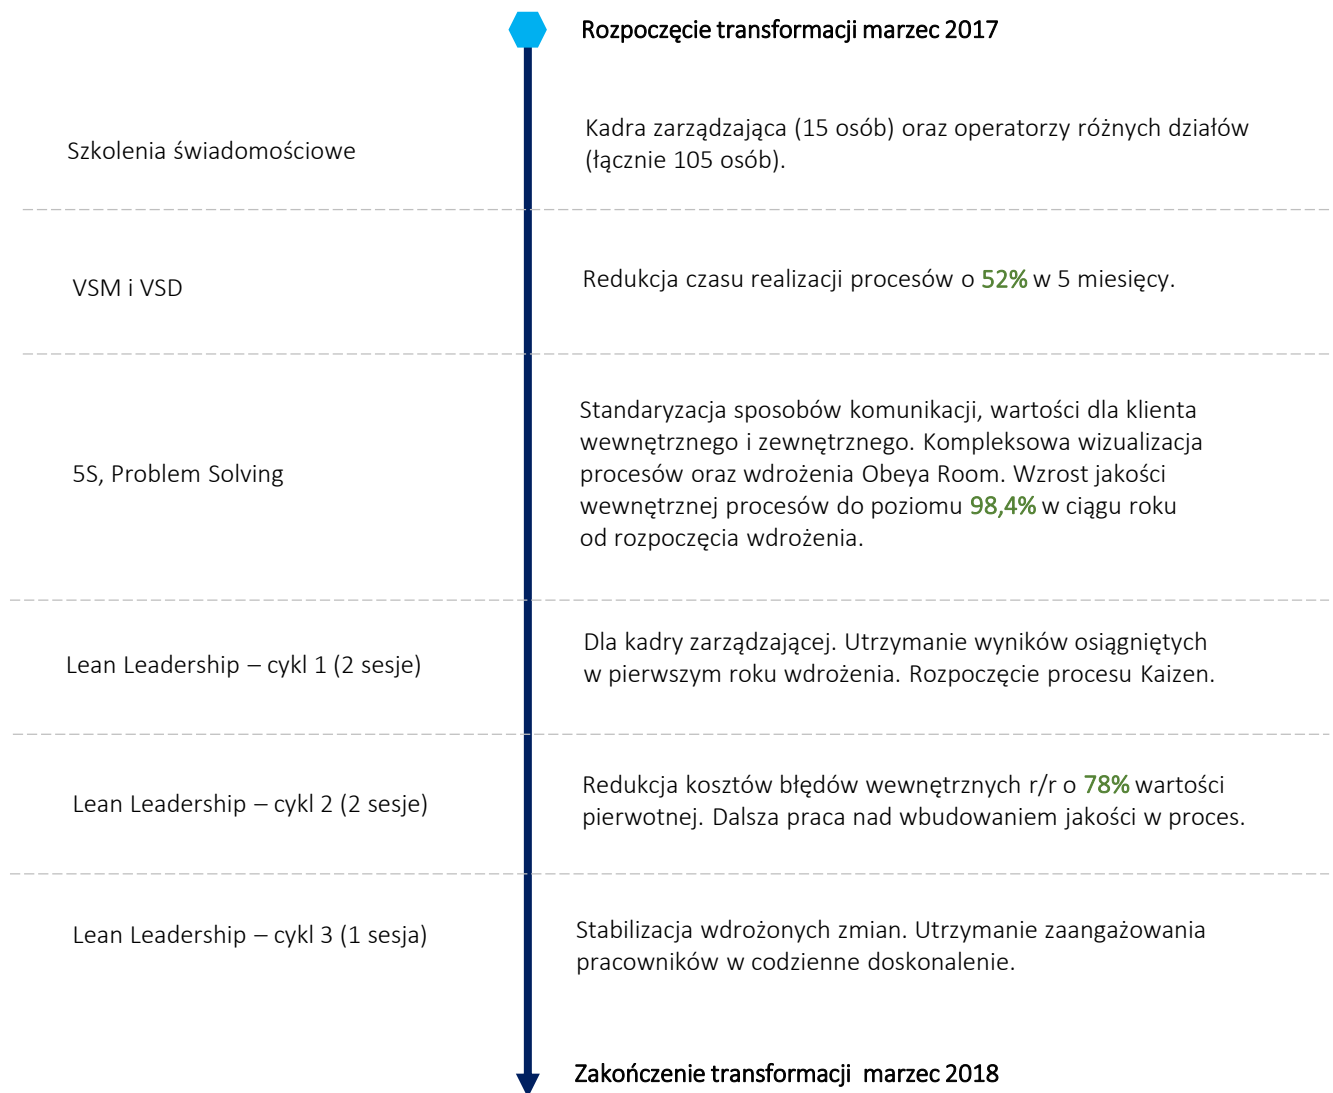 Rozpoczęcie transformacji marzec 2017
Szkolenia świadomościowe
Kadra zarządzająca (15 osób) oraz operatorzy różnych działów
(łącznie 105 osób).
VSM i VSD
Redukcja czasu realizacji procesów o 52% w 5 miesięcy.
5S, Problem Solving
Standaryzacja sposobów komunikacji, wartości dla klienta
wewnętrznego i zewnętrznego. Kompleksowa wizualizacja
procesów oraz wdrożenia Obeya Room. Wzrost jakości
wewnętrznej procesów do poziomu 98,4% w ciągu roku
od rozpoczęcia wdrożenia.
Lean Leadership – cykl 1 (2 sesje)
Dla kadry zarządzającej. Utrzymanie wyników osiągniętych
w pierwszym roku wdrożenia. Rozpoczęcie procesu Kaizen.
Lean Leadership – cykl 2 (2 sesje)
Redukcja kosztów błędów wewnętrznych r/r o 78% wartości
pierwotnej. Dalsza praca nad wbudowaniem jakości w proces.
Lean Leadership – cykl 3 (1 sesja)
Stabilizacja wdrożonych zmian. Utrzymanie zaangażowania
pracowników w codzienne doskonalenie.
Zakończenie transformacji  marzec 2018